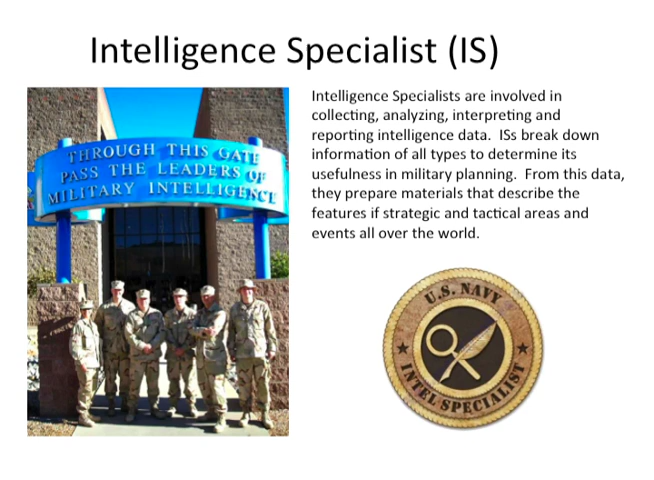 Intelligence Specialist (IS)
THROUGH THIS GATE
PASS THE LEADERS OF
MILITARY INTELLIGENCE
Intelligence Specialists are involved in
collecting, analyzing, interpreting and
reporting intelligence data.  ISs break down
information of all types to determine its
usefulness in military planning.  From this data,
they prepare materials that describe the
features if strategic and tactical areas and
events all over the world.
U.S. NAVY
INTEL SPECIALIST